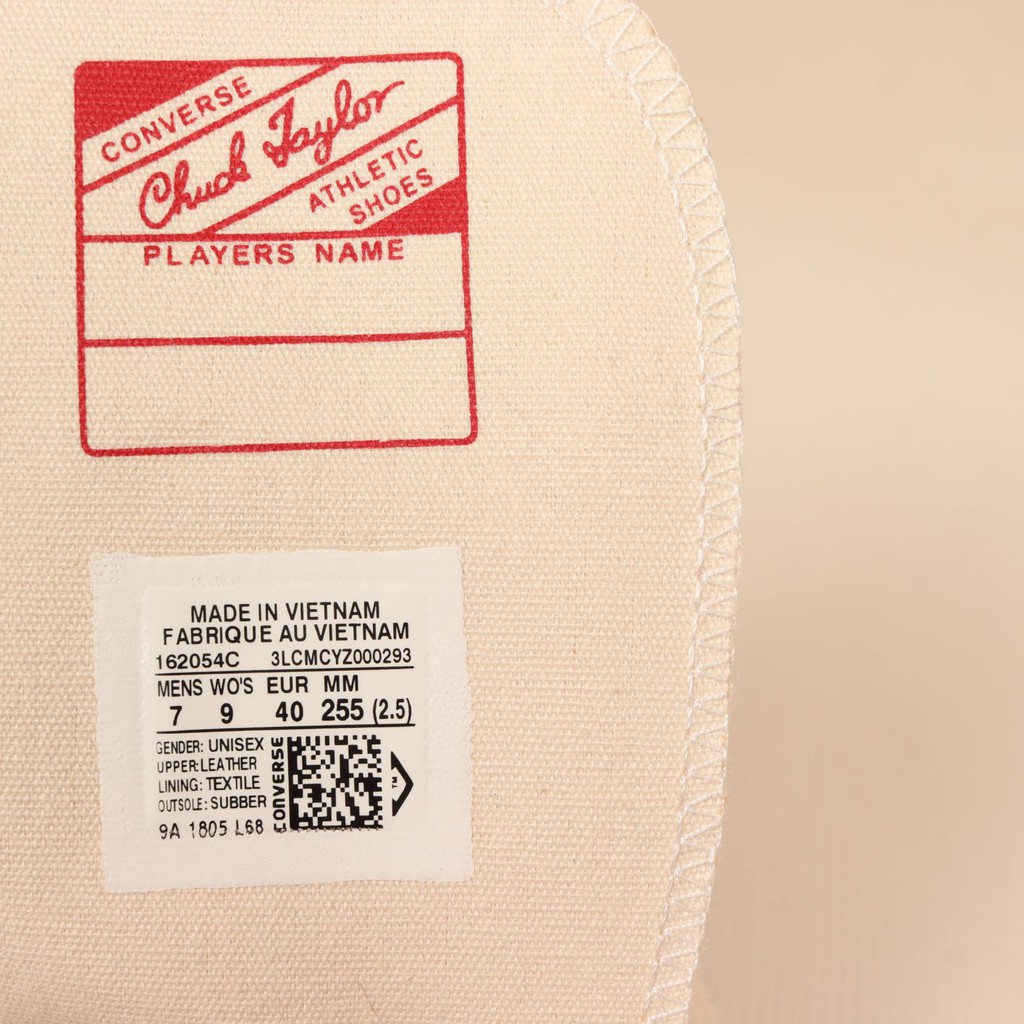 CONVERSE
Chuck Taylor
ATHLETIC
SHOES
PLAYERS NAME
MADE IN VIETNAM
FABRIQUE AU VIETNAM
162054C 3LCMCYZ000293
MENS WO'S EUR MM
7 9 40 255 (2.5)
GENDER: UNISEX
UPPER: LEATHER
LINING: TEXTILE
OUTSOLE: SUBBER
9A 1805 L68
CONVERSE
TM